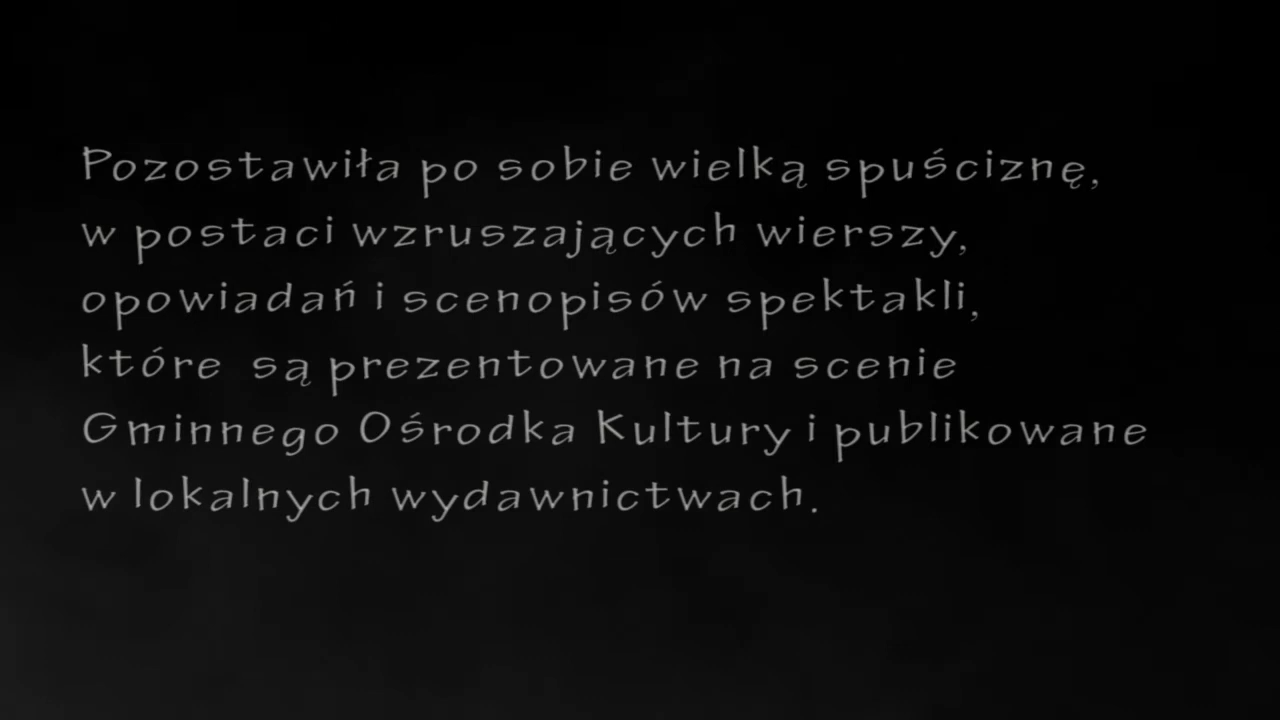 Pozostawiła po sobie wielką spuściznę,
w postaci wzruszających wierszy,
opowiadań i scenopisów spektakli,
które są prezentowane na scenie
Gminnego Ośrodka Kultury i publikowane
w lokalnych wydawnictwach.